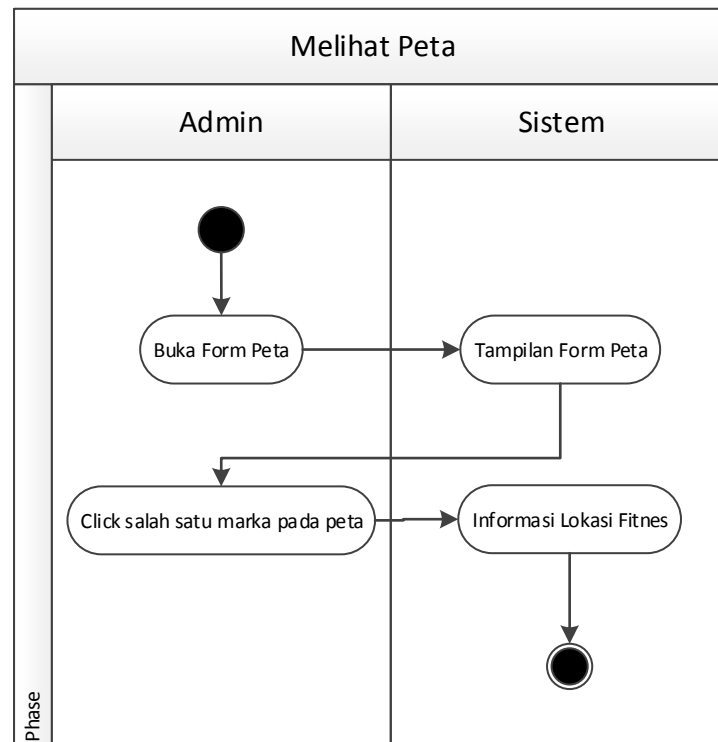 Melihat Peta
Admin
Sistem
Buka Form Peta
Tampilan Form Peta
Click salah satu marka pada peta
Informasi Lokasi Fitnes
Phase